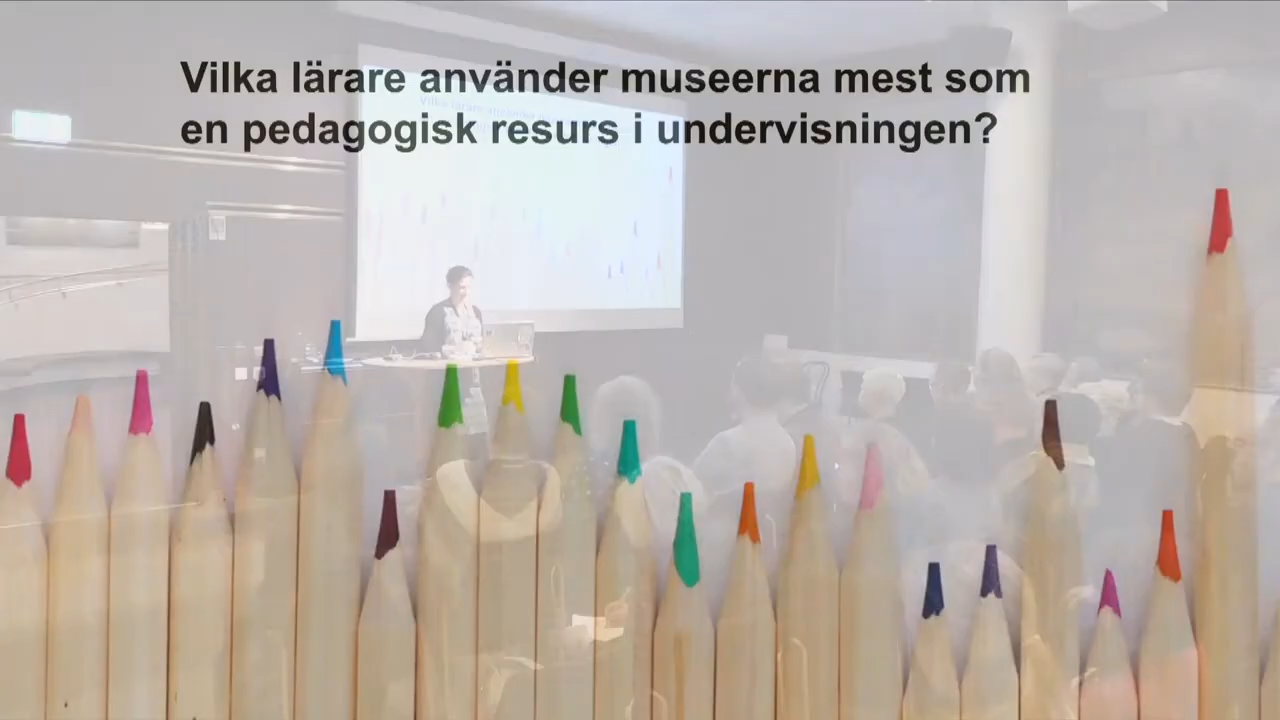 Vilka lärare använder museerna mest som
en pedagogisk resurs i undervisningen?